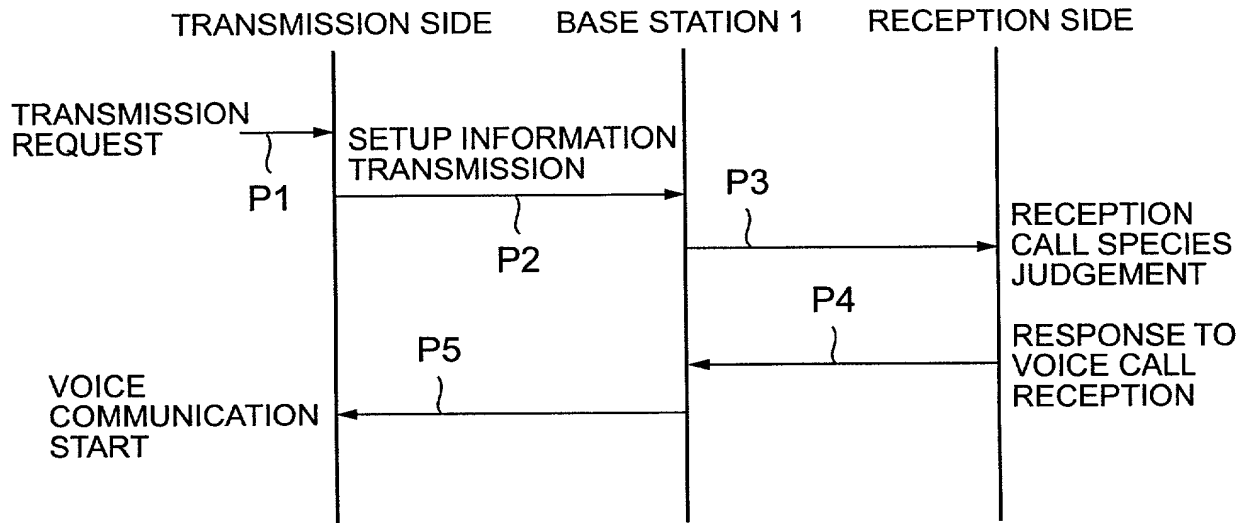 TRANSMISSION SIDE
BASE STATION 1
RECEPTION SIDE
TRANSMISSION
REQUEST
P1
SETUP INFORMATION
TRANSMISSION
P2
P3
RECEPTION
CALL SPECIES
JUDGEMENT
P4
RESPONSE TO
VOICE CALL
RECEPTION
P5
VOICE
COMMUNICATION
START